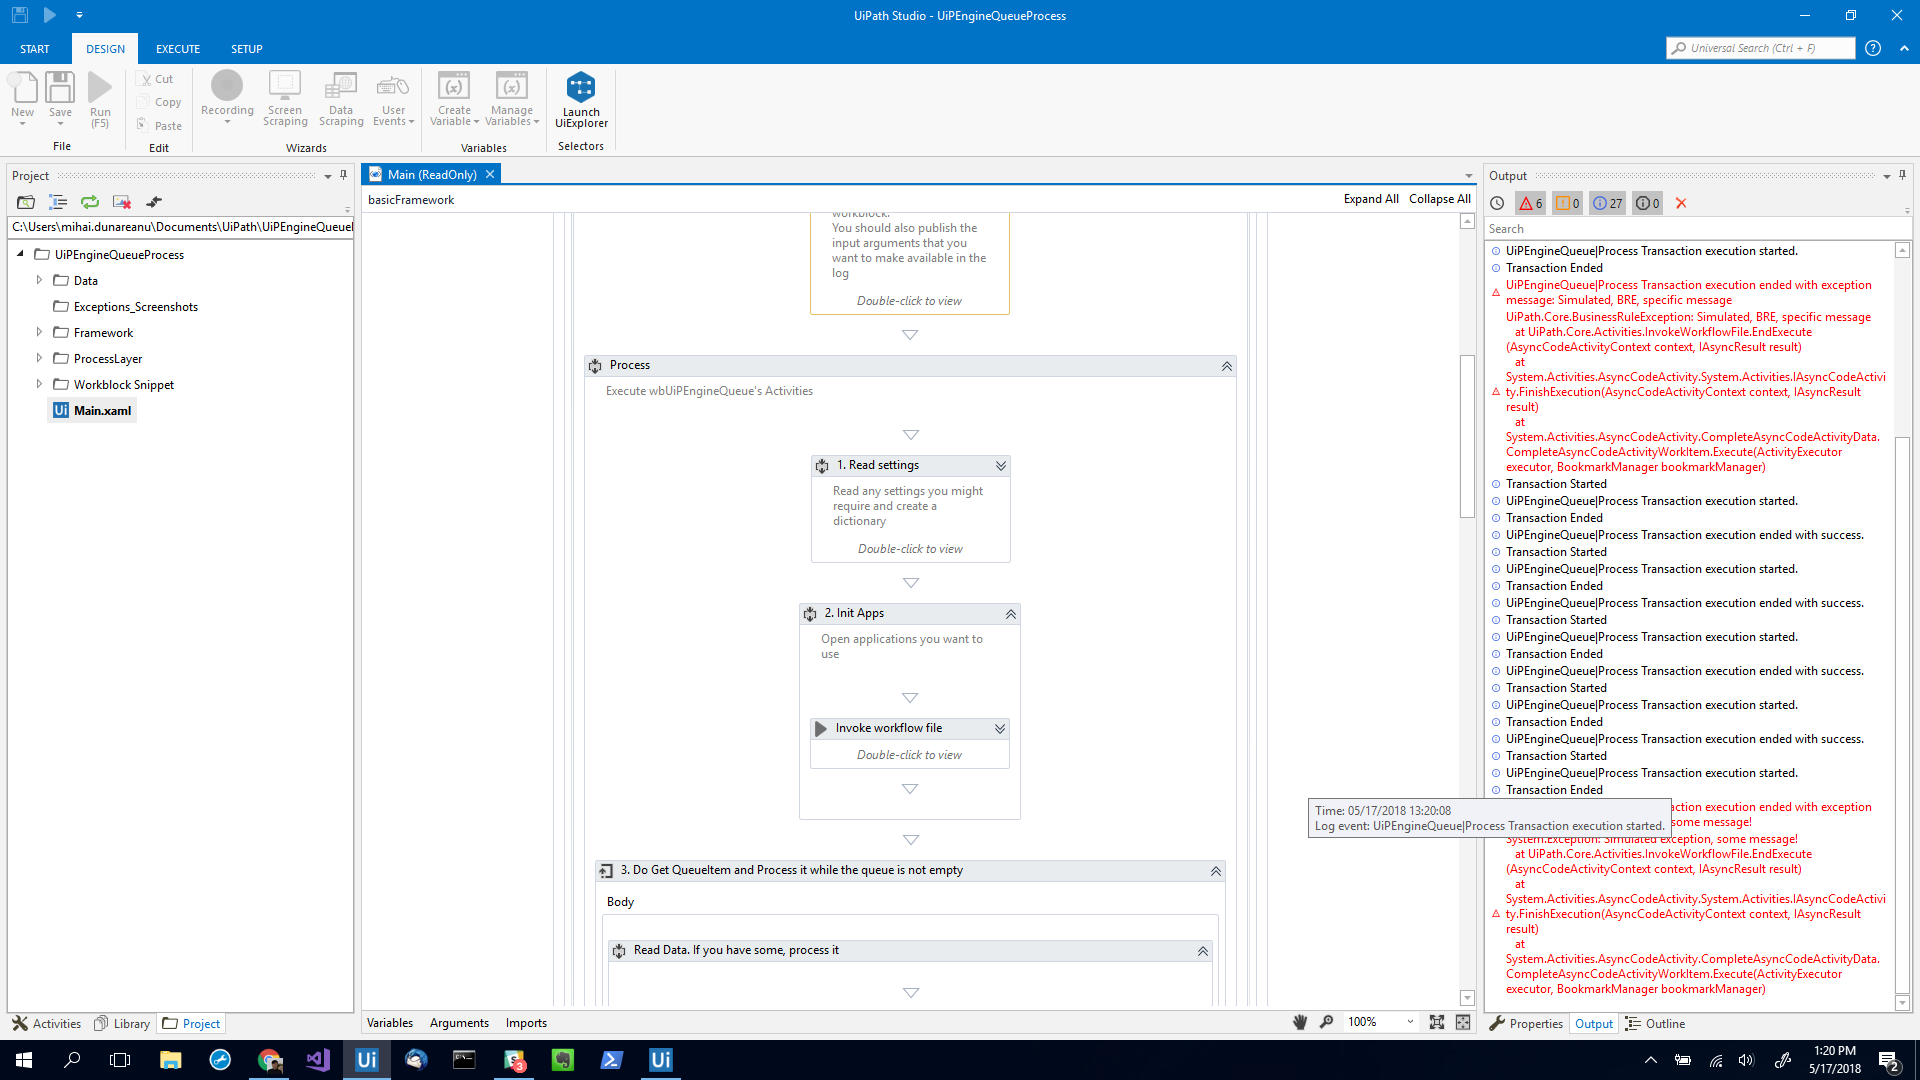 UiPath Studio - UiPEngineQueueProcess
START
DESIGN
EXECUTE
SETUP
Universal Search (Ctrl + F)
New
Save
Run
(F5)
File
Cut
Copy
Paste
Edit
Recording
Screen
Scraping
Data
Scraping
User
Events
Wizards
Create
Variable
Manage
Variables
Variables
Launch
UiExplorer
Selectors
Project
C:\Users\mihai.dunareanu\Documents\UiPath\UiPEngineQueueI
UiPEngineQueueProcess
Data
Exceptions_Screenshots
Framework
ProcessLayer
Workblock Snippet
Ui Main.xaml
Activities
Library
Project
Main (ReadOnly)
basicFramework
Expand All
Collapse All
workblock.
You should also publish the
input arguments that you
want to make available in the
log
Double-click to view
Process
Execute wbUiPEngineQueue's Activities
1. Read settings
Read any settings you might
require and create a
dictionary
Double-click to view
2. Init Apps
Open applications you want to
use
Invoke workflow file
Double-click to view
3. Do Get QueueItem and Process it while the queue is not empty
Body
Read Data. If you have some, process it
Variables
Arguments
Imports
100%
Output
6
0
27
0
Search
UiPEngineQueue|Process Transaction execution started.
Transaction Ended
UiPEngineQueue|Process Transaction execution ended with exception
message: Simulated, BRE, specific message
UiPath.Core.BusinessRuleException: Simulated, BRE, specific message
at UiPath.Core.Activities.InvokeWorkflowFile.EndExecute
(AsyncCodeActivityContext context, IAsyncResult result)
at
System.Activities.AsyncCodeActivity.System.Activities.IAsyncCodeActivi
ty.FinishExecution(AsyncCodeActivityContext context, IAsyncResult
result)
at
System.Activities.AsyncCodeActivity.CompleteAsyncCodeActivityData.
CompleteAsyncCodeActivityWorkItem.Execute(ActivityExecutor
executor, BookmarkManager bookmarkManager)
Transaction Started
UiPEngineQueue|Process Transaction execution started.
Transaction Ended
UiPEngineQueue|Process Transaction execution ended with success.
Transaction Started
UiPEngineQueue|Process Transaction execution started.
Transaction Ended
UiPEngineQueue|Process Transaction execution ended with success.
Transaction Started
UiPEngineQueue|Process Transaction execution started.
Transaction Ended
UiPEngineQueue|Process Transaction execution ended with success.
Transaction Started
UiPEngineQueue|Process Transaction execution started.
Transaction Ended
UiPEngineQueue|Process Transaction execution ended with success.
Transaction Started
UiPEngineQueue|Process Transaction execution started.
Transaction Ended
Time: 05/17/2018 13:20:08
Log event: UiPEngineQueue|Process Transaction execution started.
action execution ended with exception
some message!
System.Exception: Simulated exception, some message!
at UiPath.Core.Activities.InvokeWorkflowFile.EndExecute
(AsyncCodeActivityContext context, IAsyncResult result)
at
System.Activities.AsyncCodeActivity.System.Activities.IAsyncCodeActivi
ty.FinishExecution(AsyncCodeActivityContext context, IAsyncResult
result)
at
System.Activities.AsyncCodeActivity.CompleteAsyncCodeActivityData.
CompleteAsyncCodeActivityWorkItem.Execute(ActivityExecutor
executor, BookmarkManager bookmarkManager)
Properties
Output
Outline
Ui
3
Ui
1:20 PM
5/17/2018
2